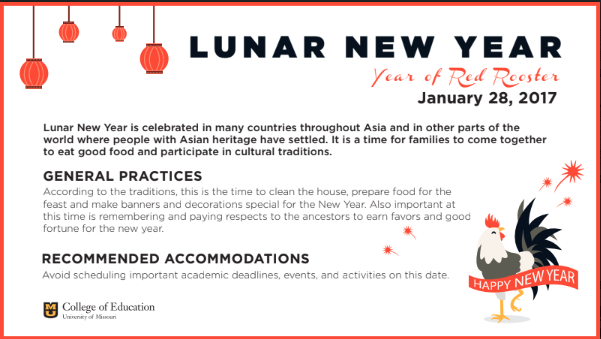 LUNAR NEW YEAR
Year of Red Rooster
January 28, 2017
Lunar New Year is celebrated in many countries throughout Asia and in other parts of the
world where people with Asian heritage have settled. It is a time for families to come together
to eat good food and participate in cultural traditions.
GENERAL PRACTICES
According to the traditions, this is the time to clean the house, prepare food for the
feast and make banners and decorations special for the New Year. Also important at
this time is remembering and paying respects to the ancestors to earn favors and good
fortune for the new year.
RECOMMENDED ACCOMMODATIONS
Avoid scheduling important academic deadlines, events, and activities on this date.
HAPPY NEW YEAR
MU College of Education
University of Missouri